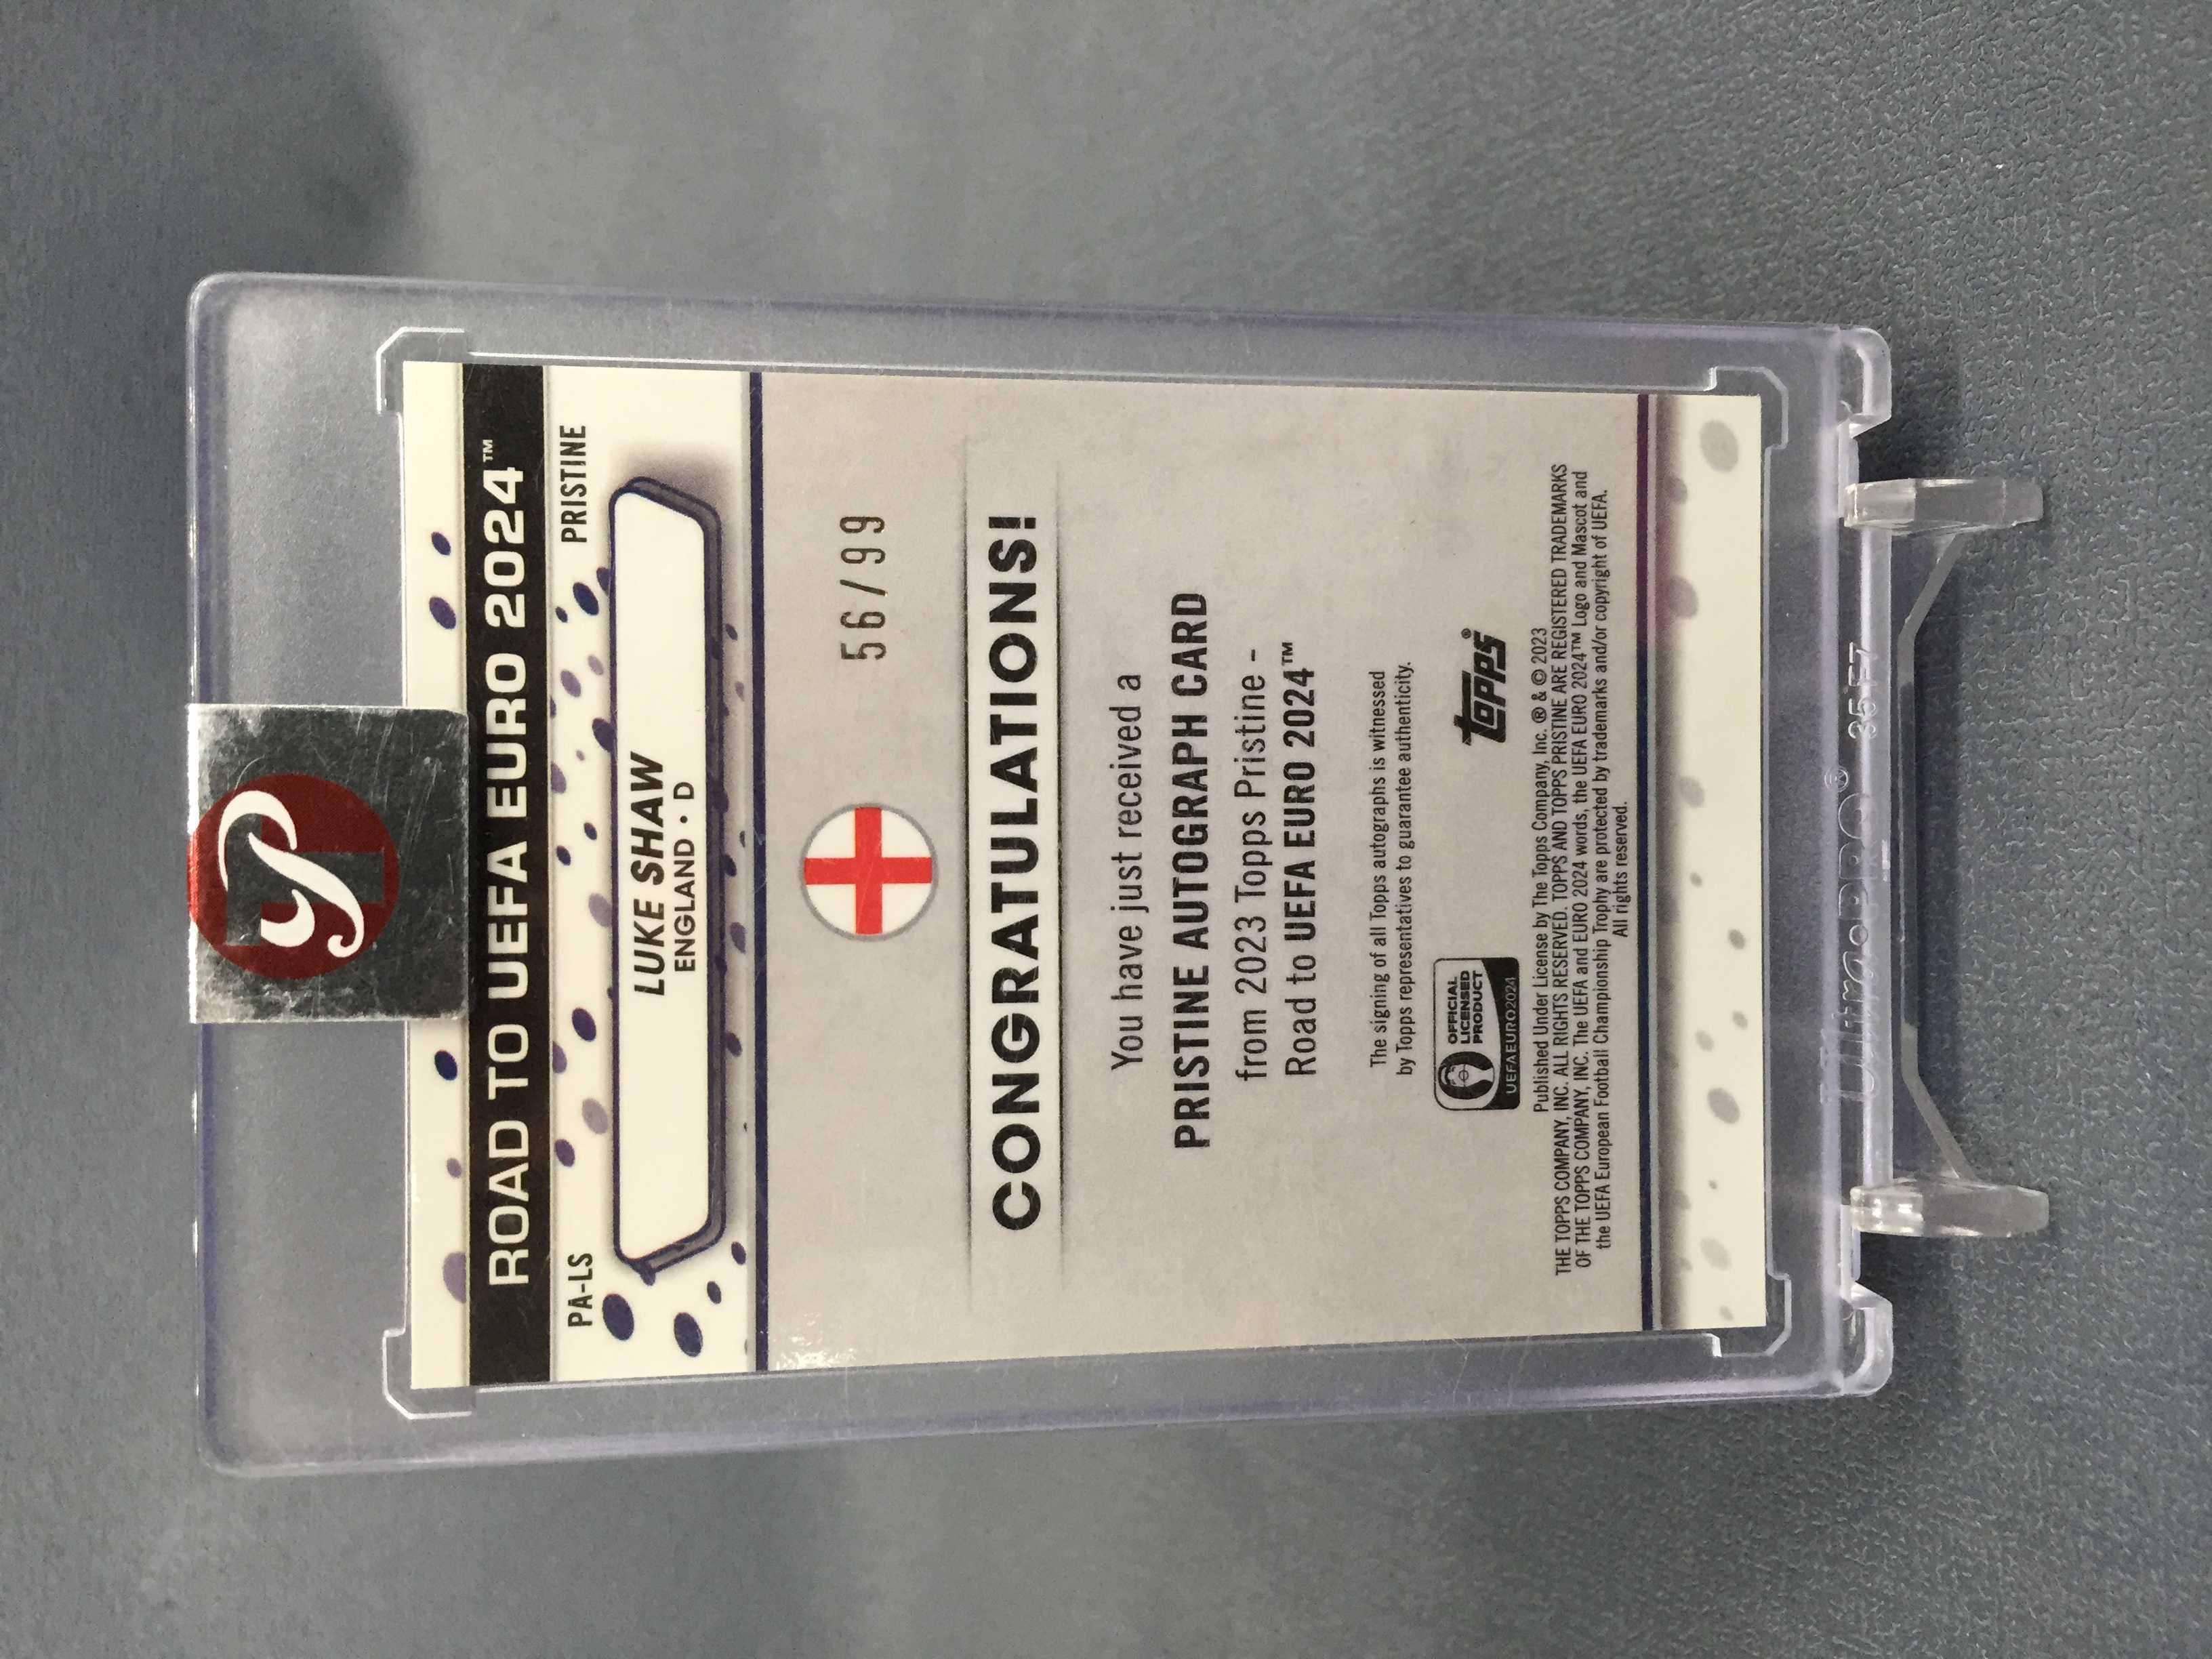 ROAD TO UEFA EURO 2024™
PA-LS
PRISTINE
LUKE SHAW
ENGLAND · D
56/99
CONGRATULATIONS!
You have just received a
PRISTINE AUTOGRAPH CARD
from 2023 Topps Pristine -
Road to UEFA EURO 2024™
The signing of all Topps autographs is witnessed
by Topps representatives to guarantee authenticity.
OFFICIAL
LICENSED
PRODUCT
UEFAEURO2024
topps®
Published Under License by The Topps Company, Inc. ® & © 2023
THE TOPPS COMPANY, INC. ALL RIGHTS RESERVED. TOPPS AND TOPPS PRISTINE ARE REGISTERED TRADEMARKS
OF THE TOPPS COMPANY, INC. The UEFA and EURO 2024 words, the UEFA EURO 2024™ Logo and Mascot and
the UEFA European Football Championship Trophy are protected by trademarks and/or copyright of UEFA.
All rights reserved.
Ultra•PRO® 35PT